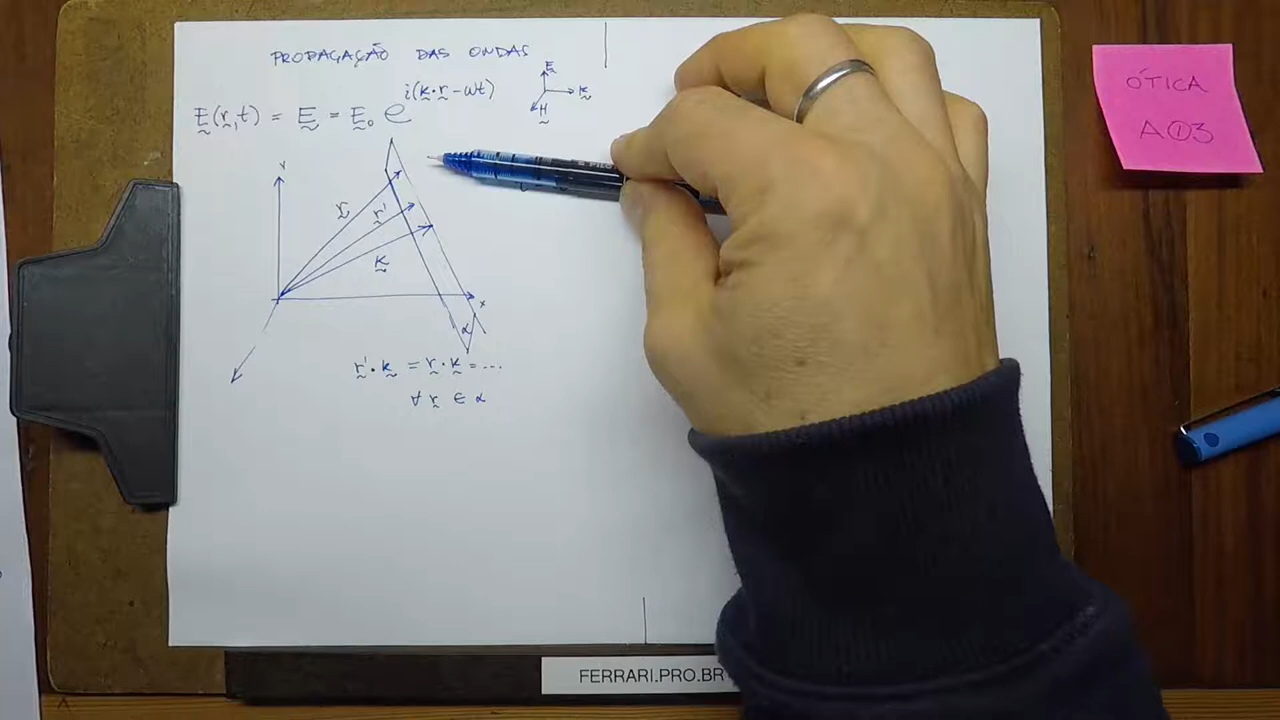 PROPAGAÇÃO DAS ONDAS
E(r,t) = E = E₀ e^i(k·r-ωt)
E
k
H
y
r
r'
k
x
α
r'·k = r·k = ...
∀ r ∈ α
ÓTICA
A03
FERRARI.PRO.BR